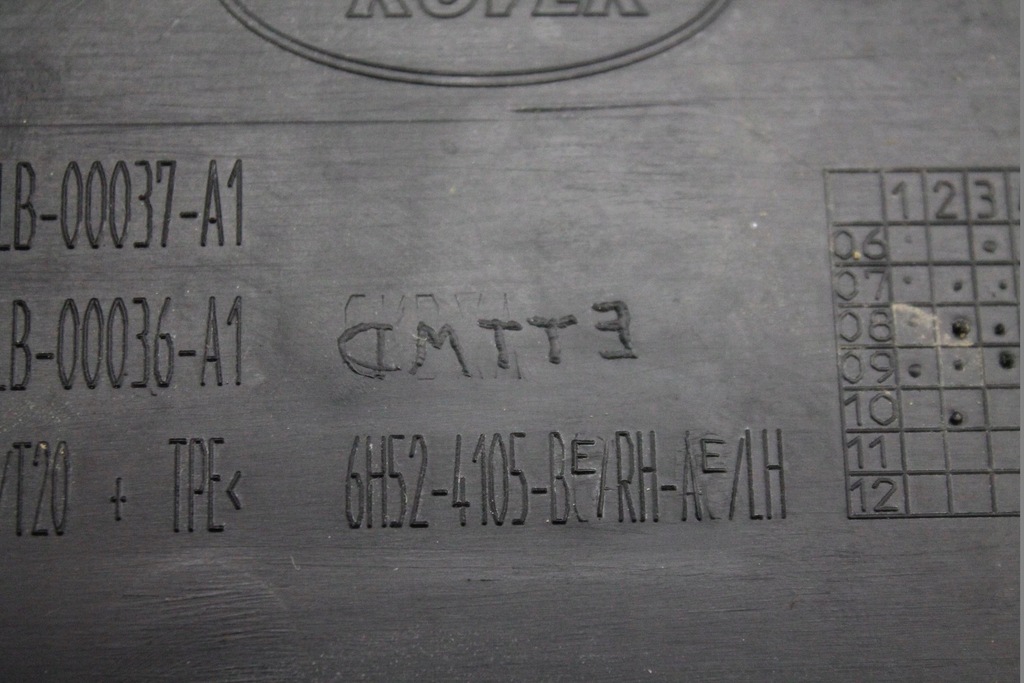 ROVER
LB-00037-A1
LB-00036-A1
/T20 + TPE<
6H52-4105-BE/RH-AE/LH
1 2 3
06
07
08
09
10
11
12